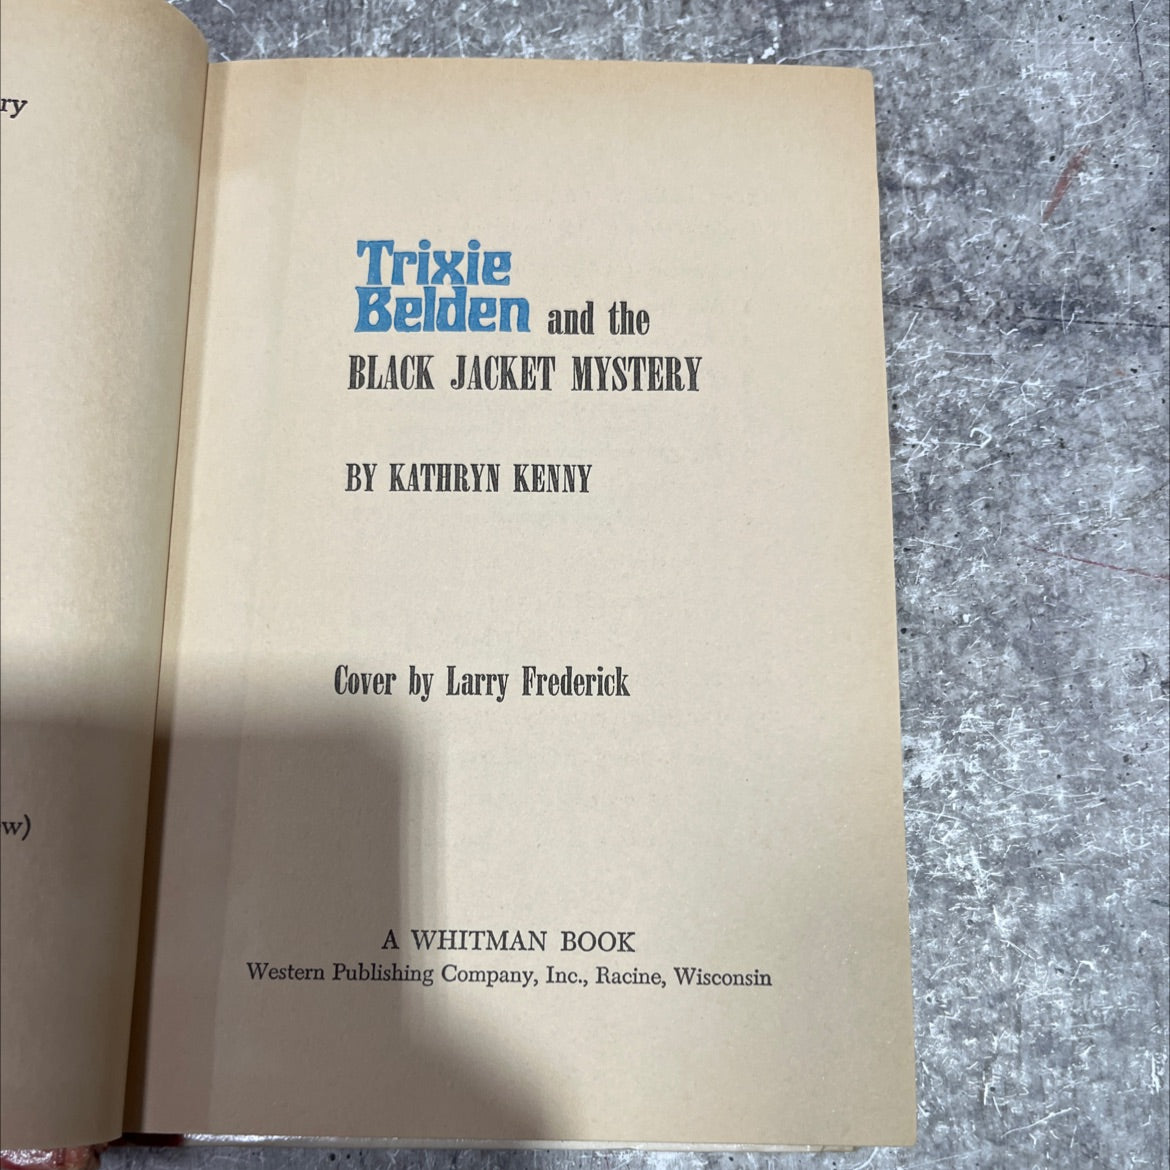 ry
w)
Trixie
Belden and the
BLACK JACKET MYSTERY
BY KATHRYN KENNY
Cover by Larry Frederick
A WHITMAN BOOK
Western Publishing Company, Inc., Racine, Wisconsin